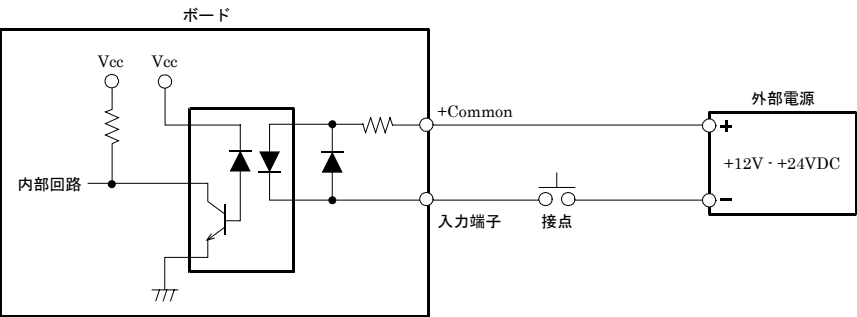 ボード
Vcc Vcc
外部電源
+Common
+
+12V - +24VDC
内部回路
-
入力端子 接点